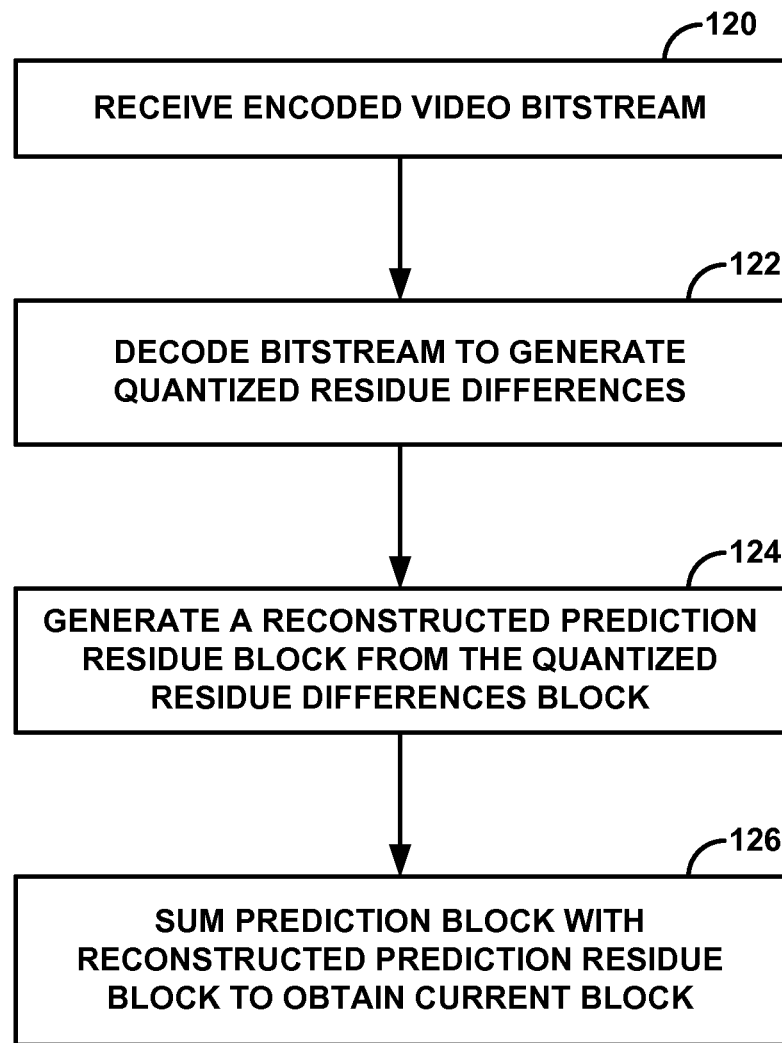 120
RECEIVE ENCODED VIDEO BITSTREAM
122
DECODE BITSTREAM TO GENERATE
QUANTIZED RESIDUE DIFFERENCES
124
GENERATE A RECONSTRUCTED PREDICTION
RESIDUE BLOCK FROM THE QUANTIZED
RESIDUE DIFFERENCES BLOCK
126
SUM PREDICTION BLOCK WITH
RECONSTRUCTED PREDICTION RESIDUE
BLOCK TO OBTAIN CURRENT BLOCK